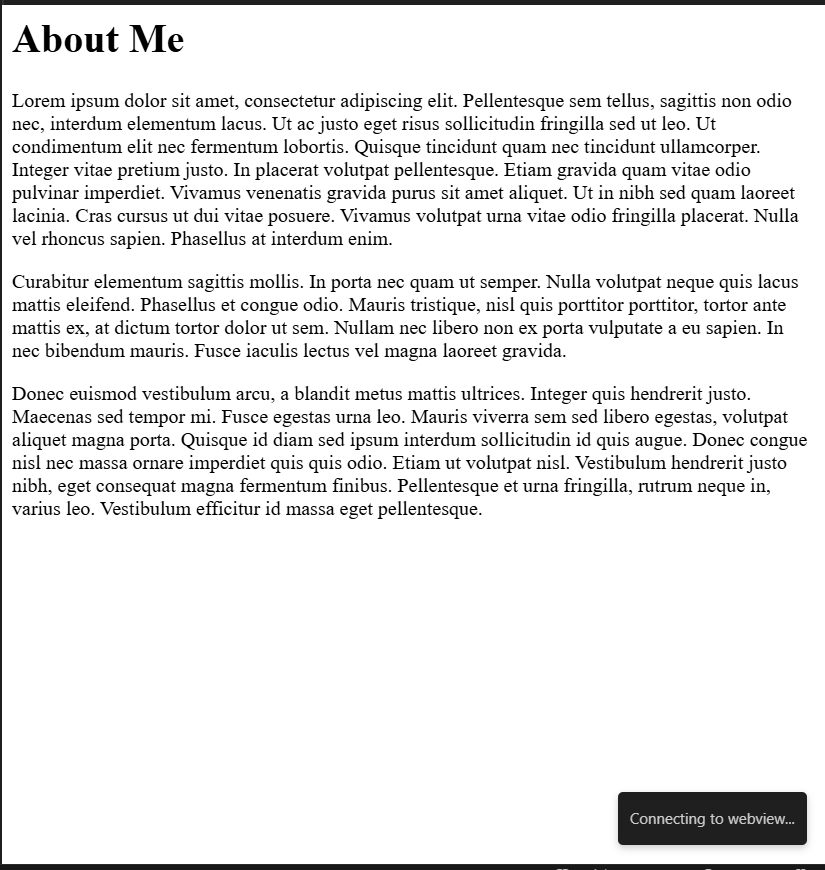 About Me
Lorem ipsum dolor sit amet, consectetur adipiscing elit. Pellentesque sem tellus, sagittis non odio
nec, interdum elementum lacus. Ut ac justo eget risus sollicitudin fringilla sed ut leo. Ut
condimentum elit nec fermentum lobortis. Quisque tincidunt quam nec tincidunt ullamcorper.
Integer vitae pretium justo. In placerat volutpat pellentesque. Etiam gravida quam vitae odio
pulvinar imperdiet. Vivamus venenatis gravida purus sit amet aliquet. Ut in nibh sed quam laoreet
lacinia. Cras cursus ut dui vitae posuere. Vivamus volutpat urna vitae odio fringilla placerat. Nulla
vel rhoncus sapien. Phasellus at interdum enim.
Curabitur elementum sagittis mollis. In porta nec quam ut semper. Nulla volutpat neque quis lacus
mattis eleifend. Phasellus et congue odio. Mauris tristique, nisl quis porttitor porttitor, tortor ante
mattis ex, at dictum tortor dolor ut sem. Nullam nec libero non ex porta vulputate a eu sapien. In
nec bibendum mauris. Fusce iaculis lectus vel magna laoreet gravida.
Donec euismod vestibulum arcu, a blandit metus mattis ultrices. Integer quis hendrerit justo.
Maecenas sed tempor mi. Fusce egestas urna leo. Mauris viverra sem sed libero egestas, volutpat
aliquet magna porta. Quisque id diam sed ipsum interdum sollicitudin id quis augue. Donec congue
nisl nec massa ornare imperdiet quis quis odio. Etiam ut volutpat nisl. Vestibulum hendrerit justo
nibh, eget consequat magna fermentum finibus. Pellentesque et urna fringilla, rutrum neque in,
varius leo. Vestibulum efficitur id massa eget pellentesque.
Connecting to webview...